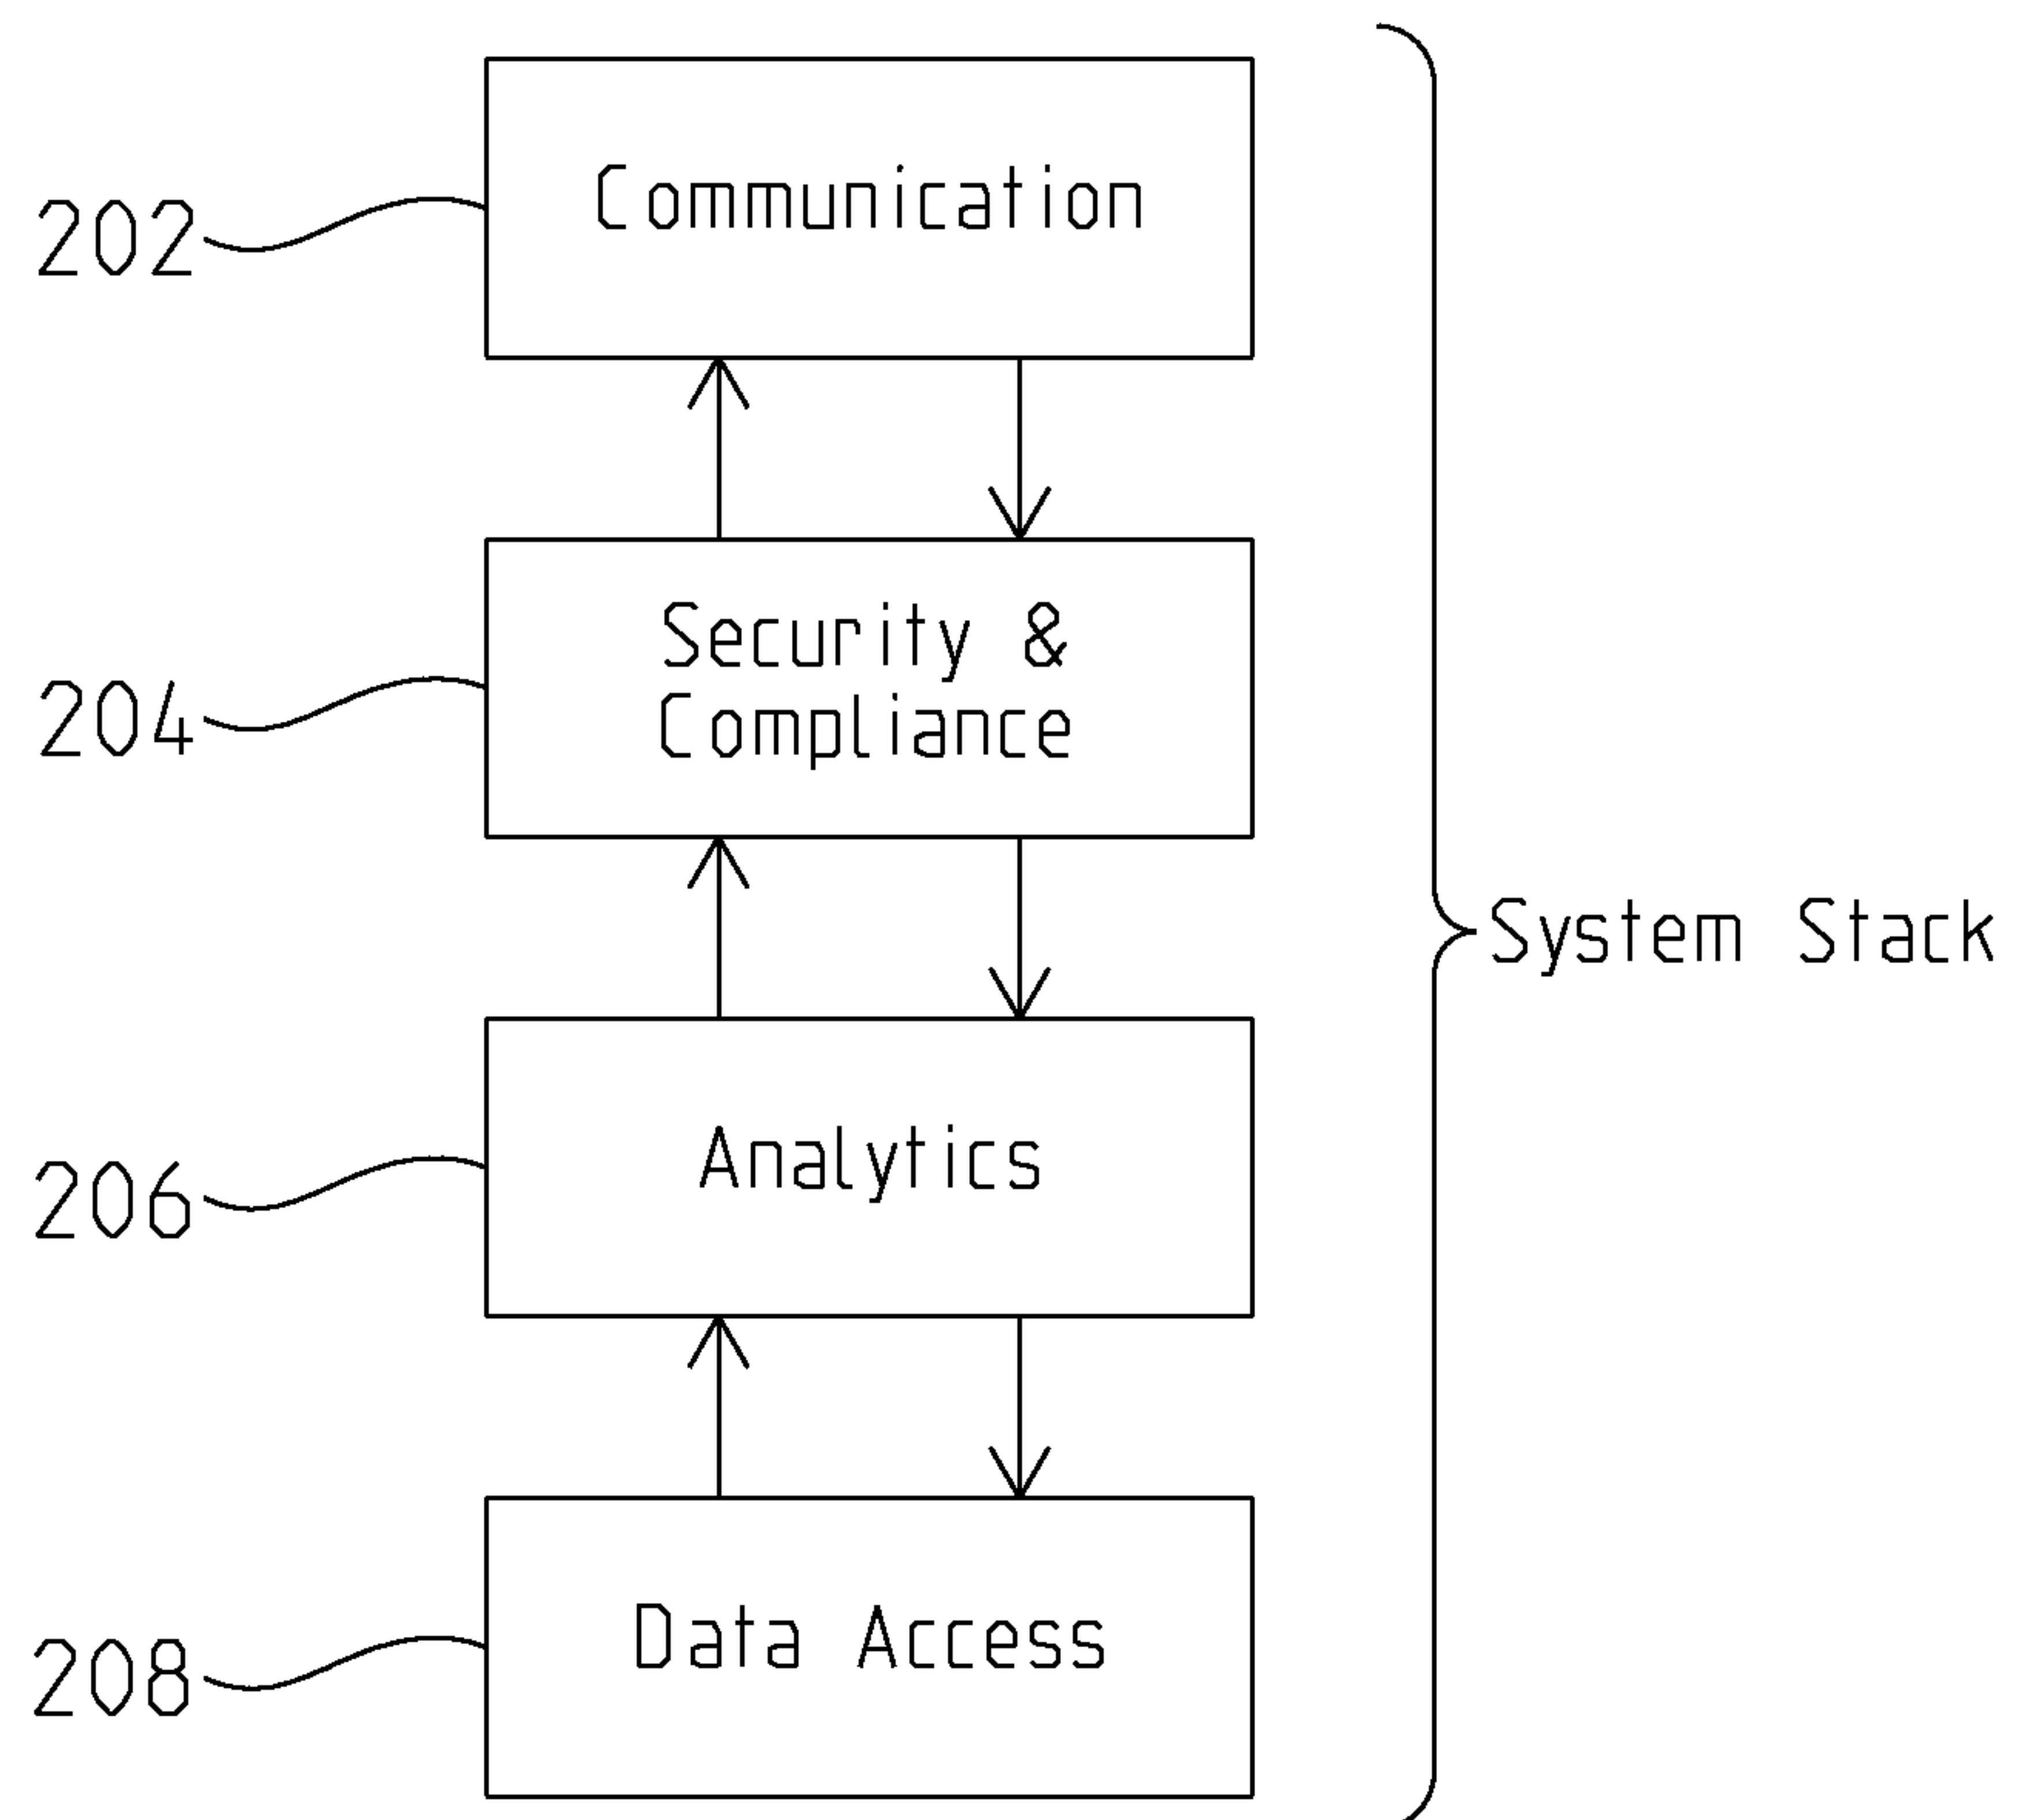 Communication
202
Security &
Compliance
204
System Stack
Analytics
206
Data Access
208